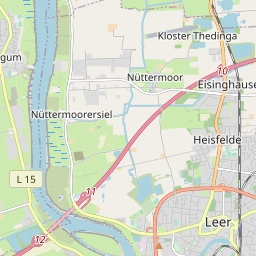 Kloster Thedinga
gum
Nüttermoor
10
Eisinghause
Nüttermoorersiel
Heisfelde
L 15
11
Leer
12